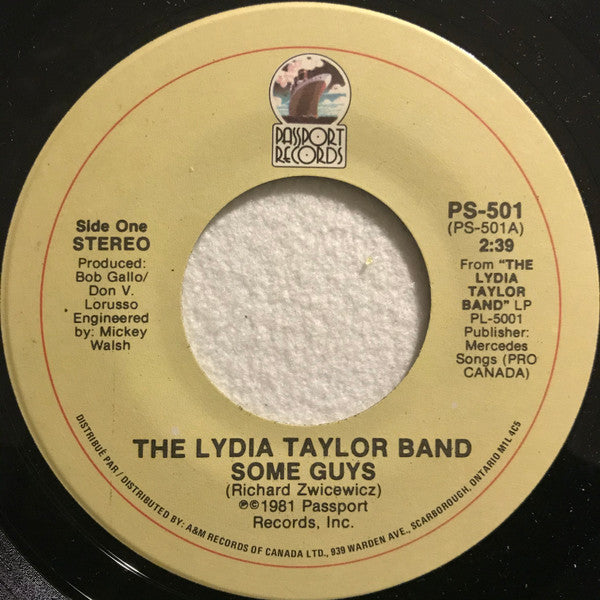 PASSPORT
RECORDS
Side One
STEREO
Produced:
Bob Gallo/
Don V.
Lorusso
Engineered
by: Mickey
Walsh
PS-501
(PS-501A)
2:39
From "THE
LYDIA
TAYLOR
BAND" LP
PL-5001
Publisher:
Mercedes
Songs (PRO
CANADA)
THE LYDIA TAYLOR BAND
SOME GUYS
(Richard Zwicewicz)
℗©1981 Passport
Records, Inc.
DISTRIBUÉ PAR / DISTRIBUTED BY: A&M RECORDS OF CANADA LTD., 939 WARDEN AVE., SCARBOROUGH, ONTARIO M1L 4C5